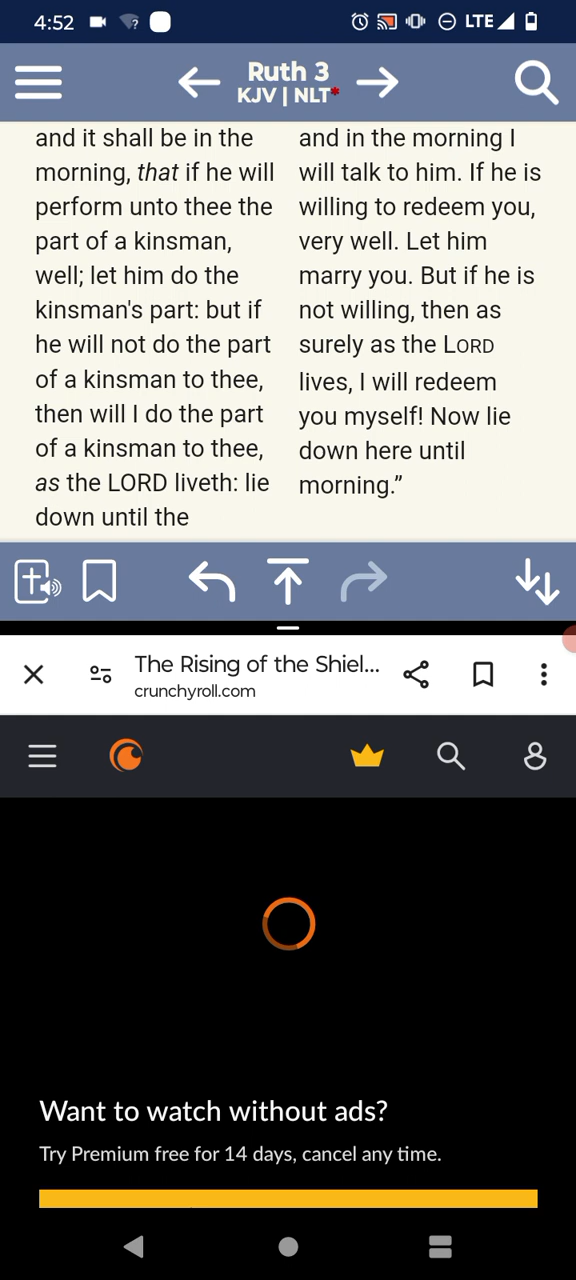 4:52
LTE
Ruth 3
KJV | NLT*
and it shall be in the
morning, that if he will
perform unto thee the
part of a kinsman,
well; let him do the
kinsman's part: but if
he will not do the part
of a kinsman to thee,
then will I do the part
of a kinsman to thee,
as the LORD liveth: lie
down until the
and in the morning I
will talk to him. If he is
willing to redeem you,
very well. Let him
marry you. But if he is
not willing, then as
surely as the LORD
lives, I will redeem
you myself! Now lie
down here until
morning.”
The Rising of the Shiel...
crunchyroll.com
Want to watch without ads?
Try Premium free for 14 days, cancel any time.